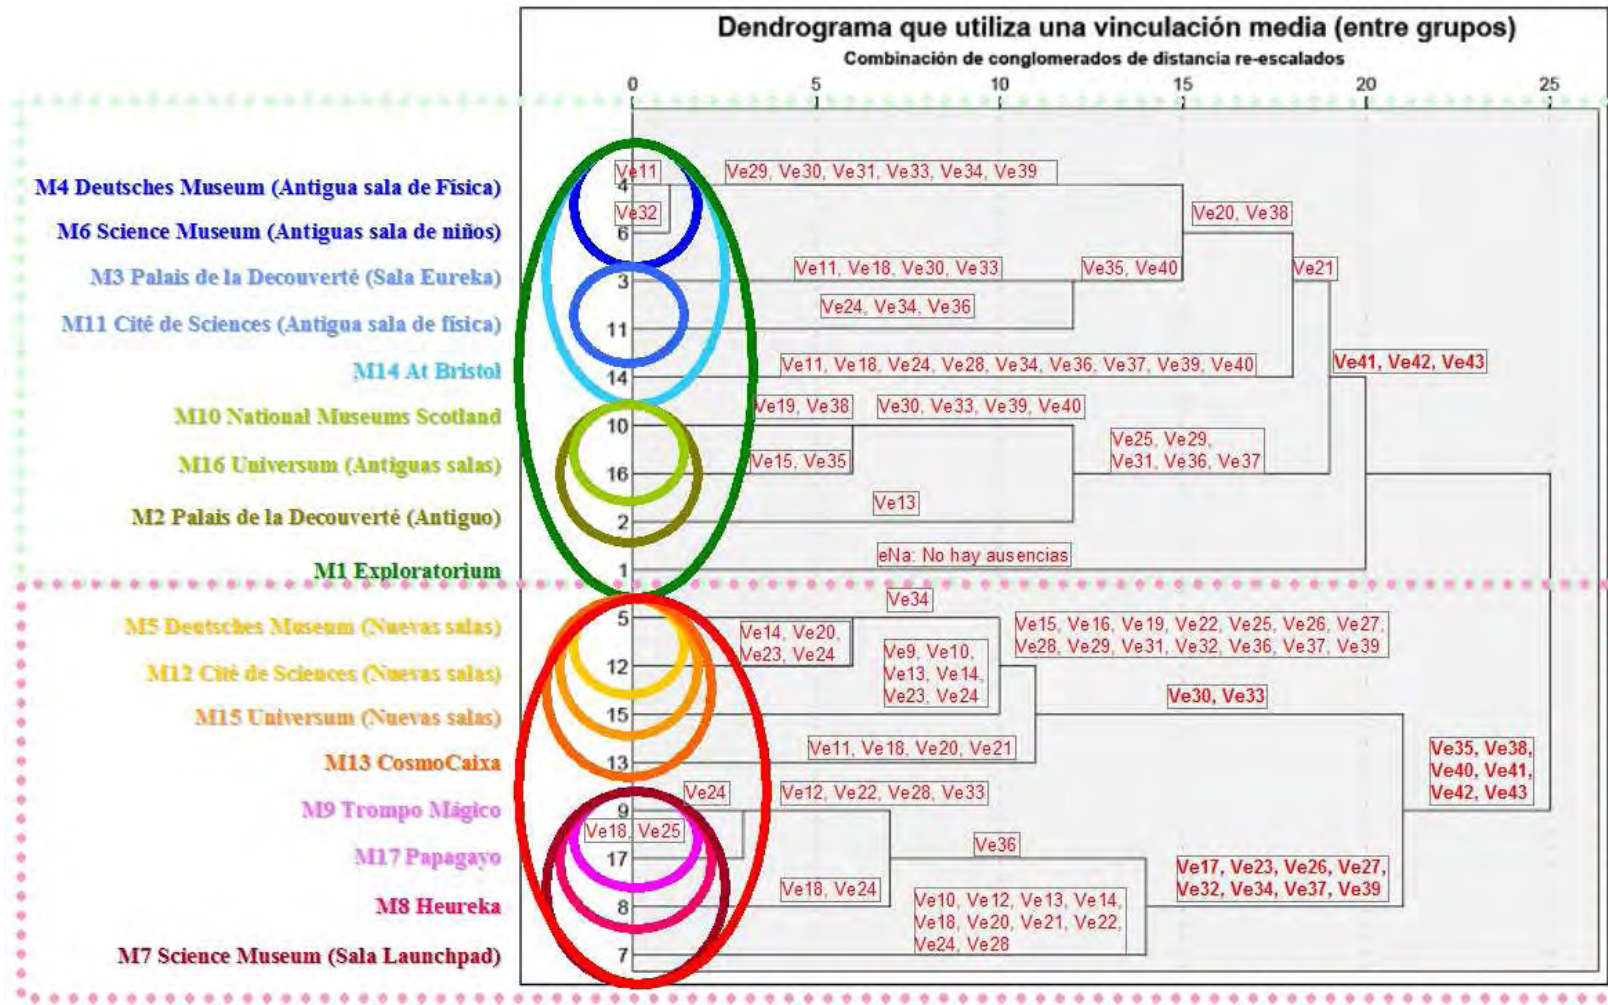 Dendrograma que utiliza una vinculación media (entre grupos)
Combinación de conglomerados de distancia re-escalados
0 5 10 15 20 25
M4 Deutsches Museum (Antigua sala de Física)
4
Ve11
Ve29, Ve30, Ve31, Ve33, Ve34, Ve39
M6 Science Museum (Antiguas sala de niños)
6
Ve32
Ve20, Ve38
M3 Palais de la Decouverté (Sala Eureka)
3
Ve11, Ve18, Ve30, Ve33
Ve35, Ve40
Ve21
M11 Cité de Sciences (Antigua sala de física)
11
Ve24, Ve34, Ve36
M14 At Bristol
14
Ve11, Ve18, Ve24, Ve28, Ve34, Ve36, Ve37, Ve39, Ve40
Ve41, Ve42, Ve43
M10 National Museums Scotland
10
Ve19, Ve38
Ve30, Ve33, Ve39, Ve40
M16 Universum (Antiguas salas)
16
Ve15, Ve35
Ve25, Ve29,
Ve31, Ve36, Ve37
M2 Palais de la Decouverté (Antiguo)
2
Ve13
M1 Exploratorium
1
eNa: No hay ausencias
M5 Deutsches Museum (Nuevas salas)
5
Ve34
Ve14, Ve20,
Ve23, Ve24
Ve15, Ve16, Ve19, Ve22, Ve25, Ve26, Ve27,
Ve28, Ve29, Ve31, Ve32, Ve36, Ve37, Ve39
M12 Cité de Sciences (Nuevas salas)
12
Ve9, Ve10,
Ve13, Ve14,
Ve23, Ve24
M15 Universum (Nuevas salas)
15
Ve30, Ve33
M13 CosmoCaixa
13
Ve11, Ve18, Ve20, Ve21
Ve35, Ve38,
Ve40, Ve41,
Ve42, Ve43
M9 Trompo Mágico
9
Ve24
Ve12, Ve22, Ve28, Ve33
M17 Papagayo
17
Ve18, Ve25
Ve36
M8 Heureka
8
Ve18, Ve24
Ve17, Ve23, Ve26, Ve27,
Ve32, Ve34, Ve37, Ve39
M7 Science Museum (Sala Launchpad)
7
Ve10, Ve12, Ve13, Ve14,
Ve18, Ve20, Ve21, Ve22,
Ve24, Ve28